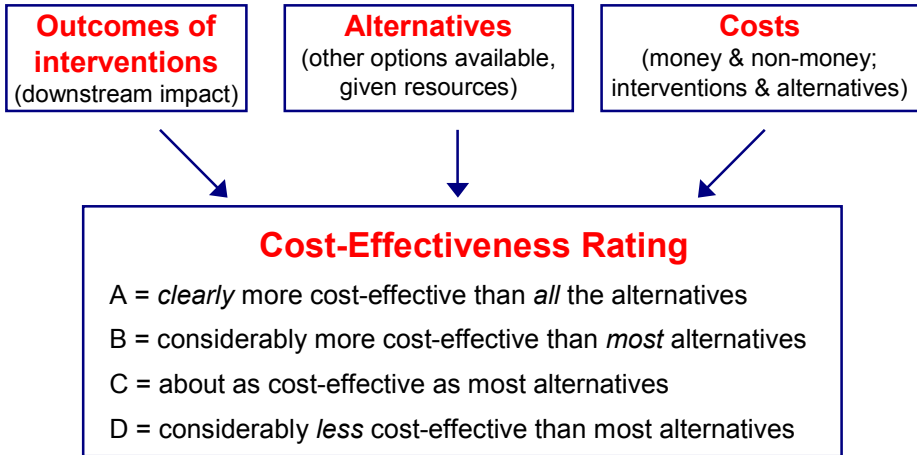 Outcomes of
interventions
(downstream impact)
Alternatives
(other options available,
given resources)
Costs
(money & non-money;
interventions & alternatives)
Cost-Effectiveness Rating
A = clearly more cost-effective than all the alternatives
B = considerably more cost-effective than most alternatives
C = about as cost-effective as most alternatives
D = considerably less cost-effective than most alternatives